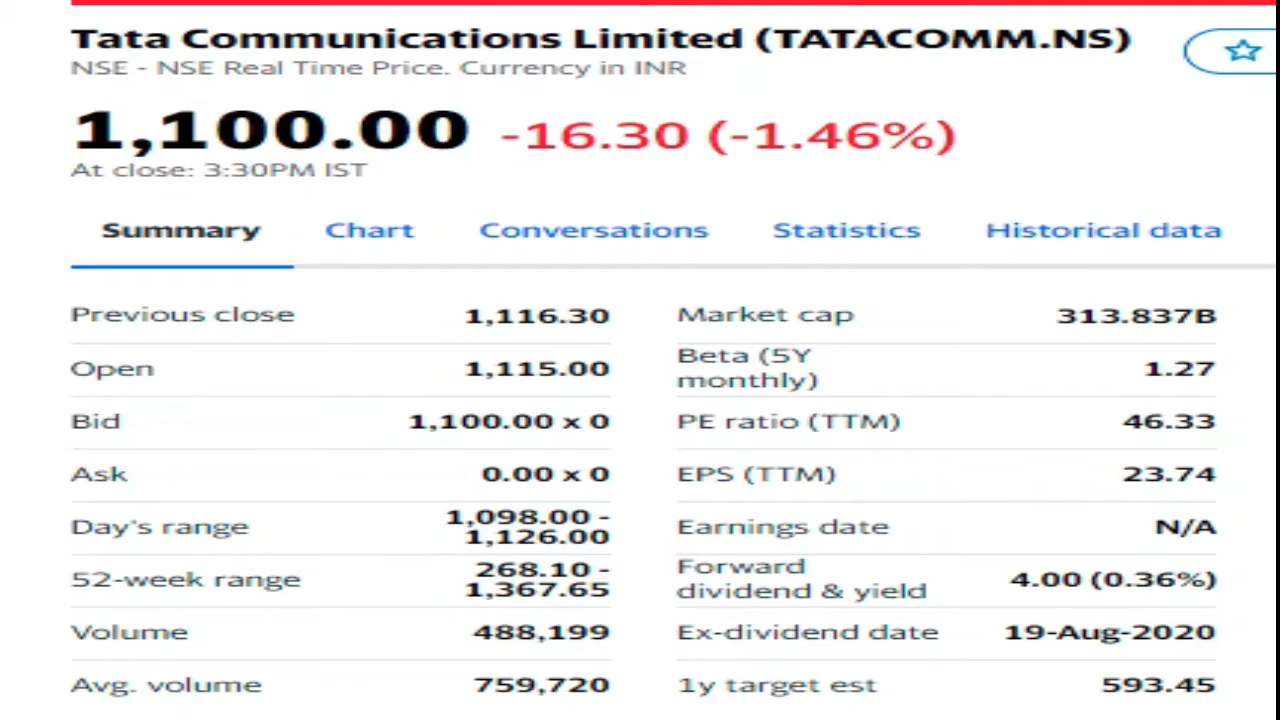 Tata Communications Limited (TATACOMM.NS)
NSE - NSE Real Time Price. Currency in INR
1,100.00 -16.30 (-1.46%)
At close: 3:30PM IST
Summary Chart Conversations Statistics Historical data
Previous close 1,116.30
Open 1,115.00
Bid 1,100.00 x 0
Ask 0.00 x 0
Day's range 1,098.00 -
1,126.00
52-week range 268.10 -
1,367.65
Volume 488,199
Avg. volume 759,720
Market cap 313.837B
Beta (5Y
monthly) 1.27
PE ratio (TTM) 46.33
EPS (TTM) 23.74
Earnings date N/A
Forward
dividend & yield 4.00 (0.36%)
Ex-dividend date 19-Aug-2020
1y target est 593.45